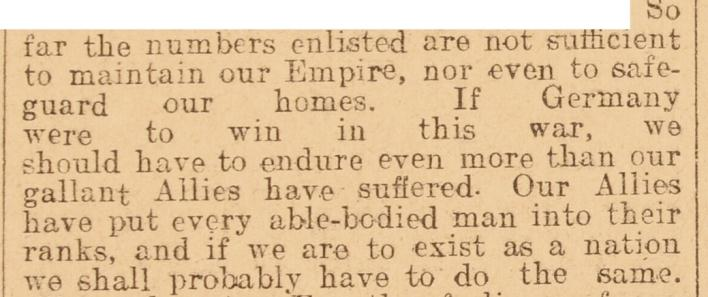 So
far the numbers enlisted are not sufficient
to maintain our Empire, nor even to safe-
guard our homes. If Germany
were to win in this war, we
should have to endure even more than our
gallant Allies have suffered. Our Allies
have put every able-bodied man into their
ranks, and if we are to exist as a nation
we shall probably have to do the same.